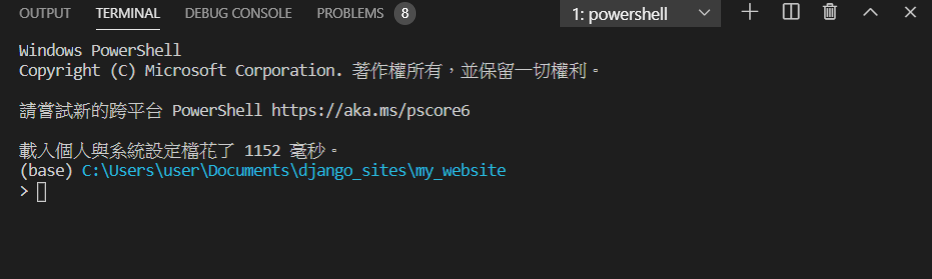 OUTPUT TERMINAL DEBUG CONSOLE PROBLEMS 8 1: powershell
Windows PowerShell
Copyright (C) Microsoft Corporation. 著作權所有，並保留一切權利。
請嘗試新的跨平台 PowerShell https://aka.ms/pscore6
載入個人與系統設定檔花了 1152 毫秒。
(base) C:\Users\user\Documents\django_sites\my_website
>